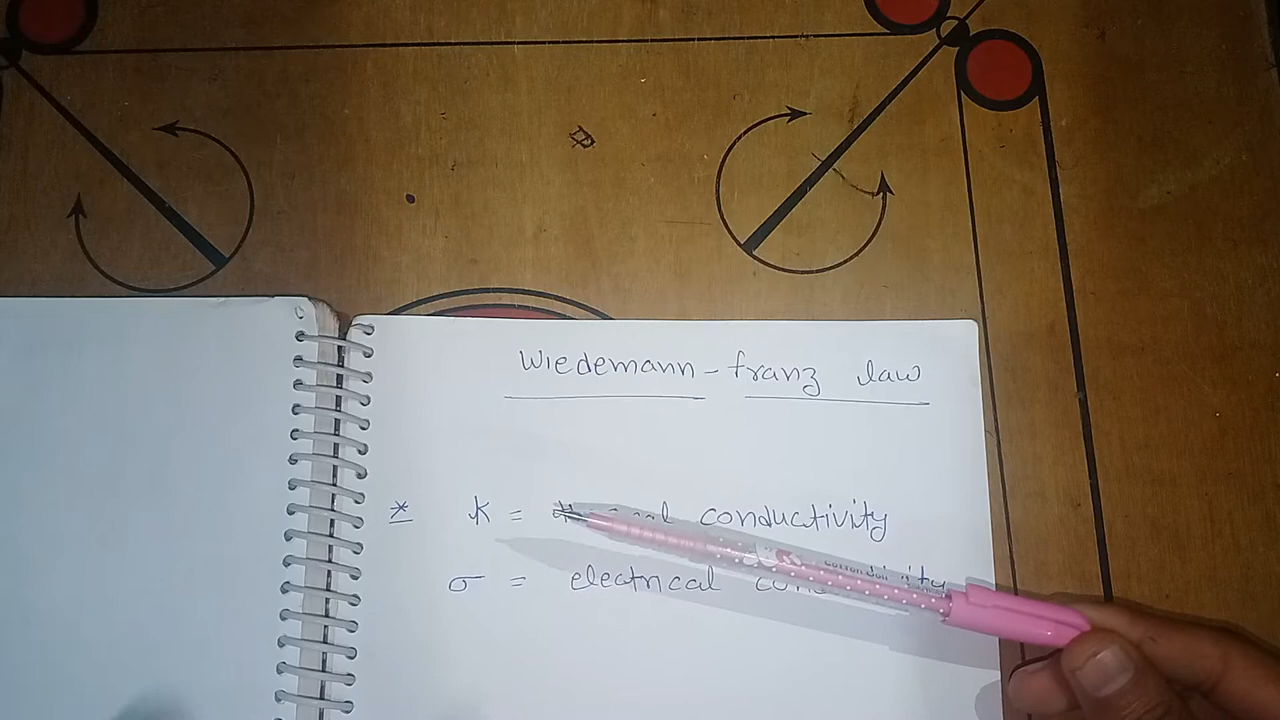 Wiedemann - franz law
* K = conductivity
σ = electrical